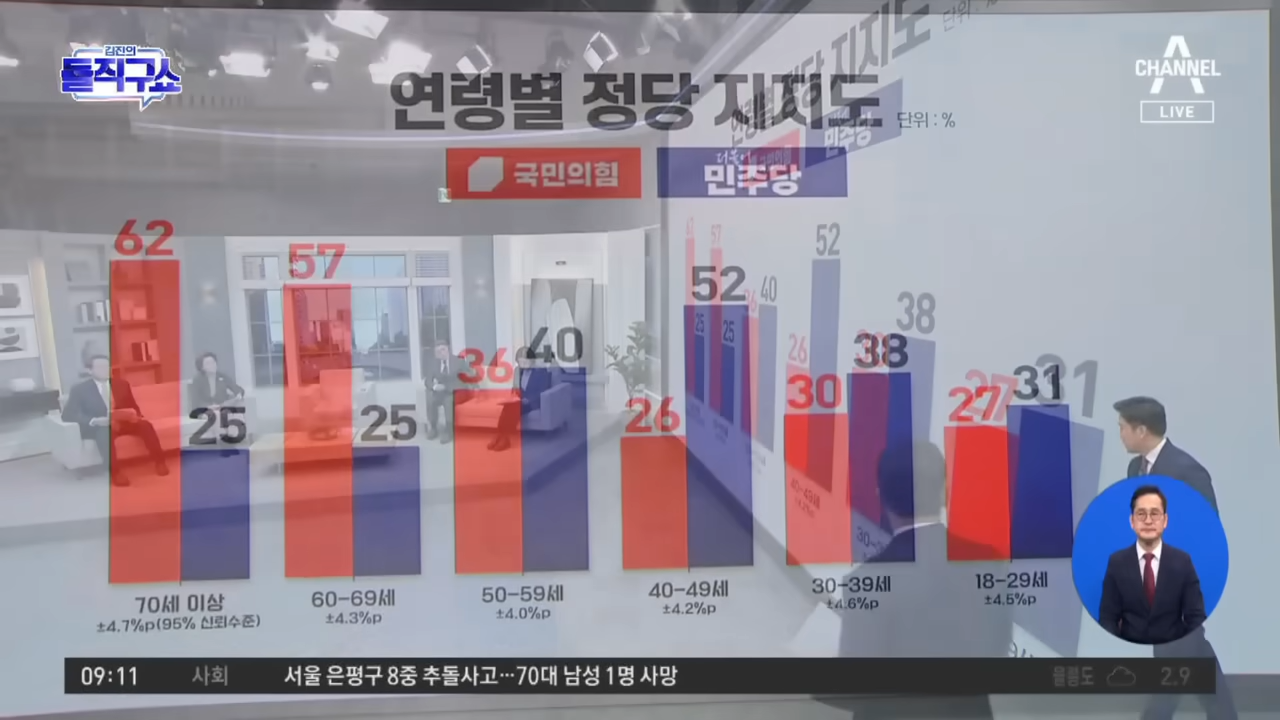 김진의
돌직구쇼
CHANNEL A
LIVE
연령별 정당 지지도 단위 : %
국민의힘
더불어
민주당
62
25
57
25
36
40
26
52
30
38
27
31
70세 이상
±4.7%p(95% 신뢰수준)
60-69세
±4.3%p
50-59세
±4.0%p
40-49세
±4.2%p
30-39세
±4.6%p
18-29세
±4.5%p
09:11 사회 서울 은평구 8중 추돌사고…70대 남성 1명 사망 울릉도 2.9